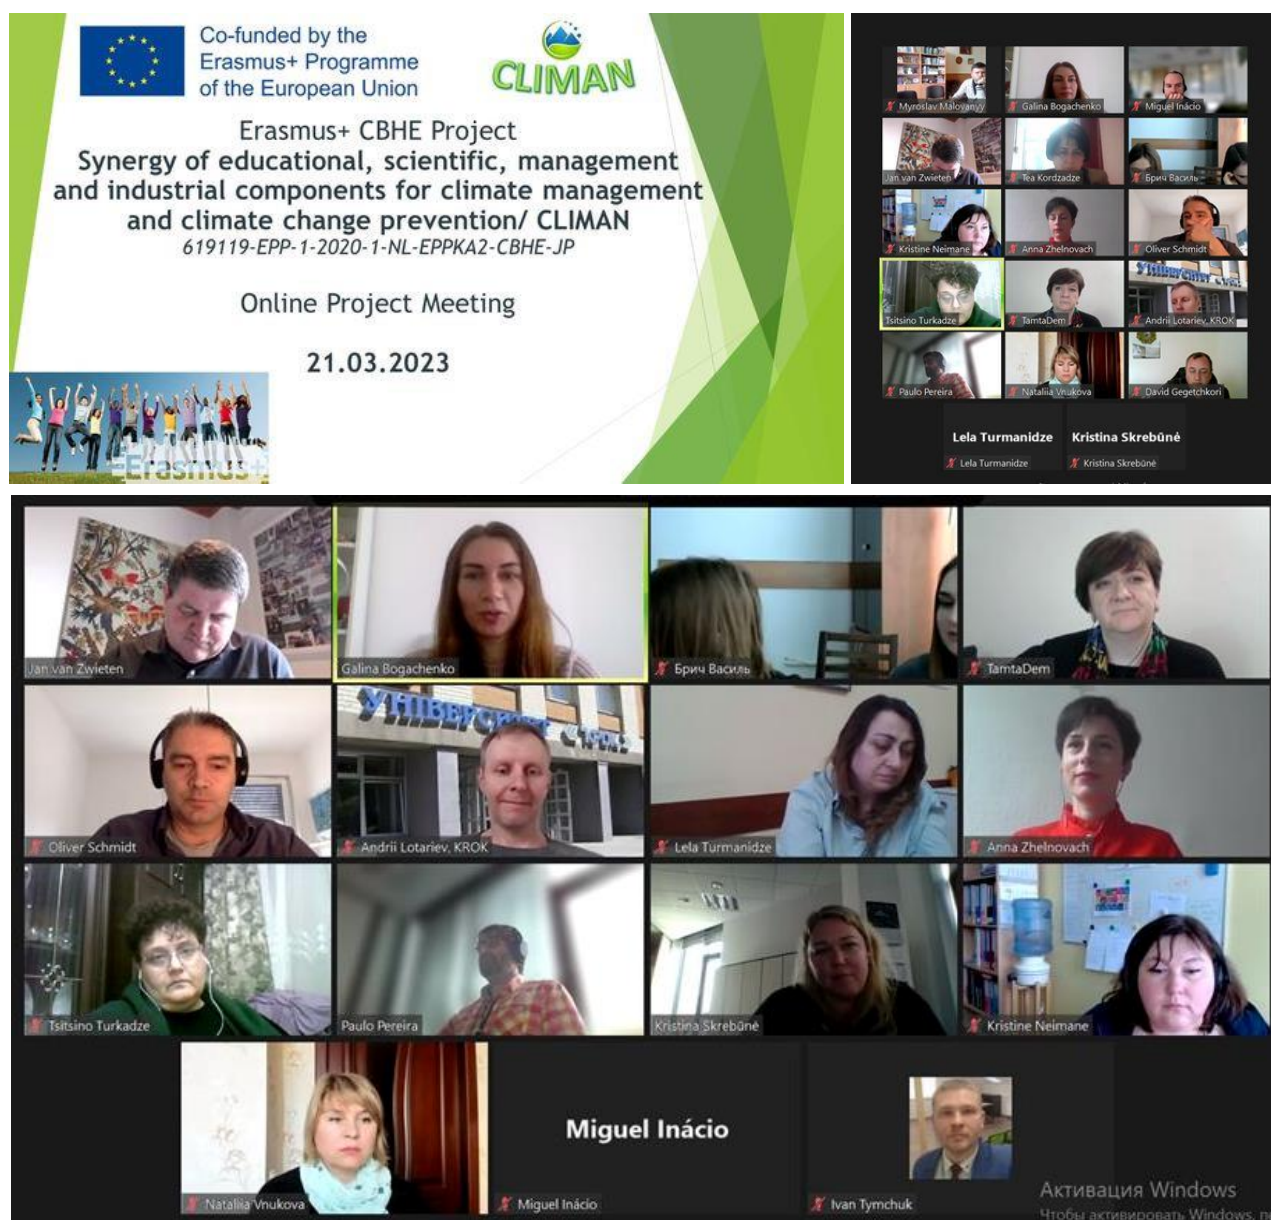 Co-funded by the
Erasmus+ Programme
of the European Union
CLIMAN
Erasmus+ CBHE Project
Synergy of educational, scientific, management
and industrial components for climate management
and climate change prevention/ CLIMAN
619119-EPP-1-2020-1-NL-EPPKA2-CBHE-JP
Online Project Meeting
21.03.2023
Erasmus+
Myroslav Malovanyy
Galina Bogachenko
Miguel Inácio
Jan van Zwieten
Tea Kordzadze
Брич Василь
Kristine Neimane
Anna Zhelnovach
Oliver Schmidt
УНІВЕРСИТЕТ
Tsitsino Turkadze
TamtaDem
Andrii Lotariev, KROK
Paulo Pereira
Nataliia Vnukova
David Gegetchkori
Lela Turmanidze
Kristina Skrebūnė
Lela Turmanidze
Kristina Skrebūnė
Jan van Zwieten
Galina Bogachenko
Брич Василь
TamtaDem
УНІВЕРСИТЕТ «КРОК»
Oliver Schmidt
Andrii Lotariev, KROK
Lela Turmanidze
Anna Zhelnovach
Tsitsino Turkadze
Paulo Pereira
Kristina Skrebūnė
Kristine Neimane
Miguel Inácio
Nataliia Vnukova
Miguel Inácio
Ivan Tymchuk
Активация Windows
Чтобы активировать Windows,